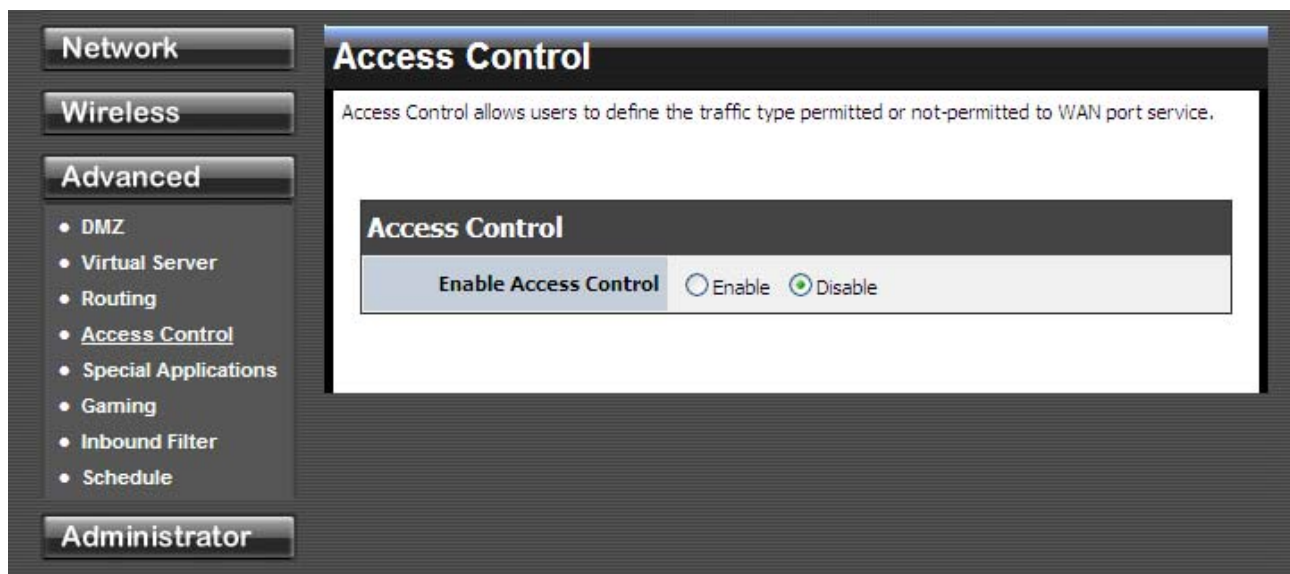 Network
Wireless
Advanced
• DMZ
• Virtual Server
• Routing
• Access Control
• Special Applications
• Gaming
• Inbound Filter
• Schedule
Administrator
Access Control
Access Control allows users to define the traffic type permitted or not-permitted to WAN port service.
Access Control
Enable Access Control Enable Disable